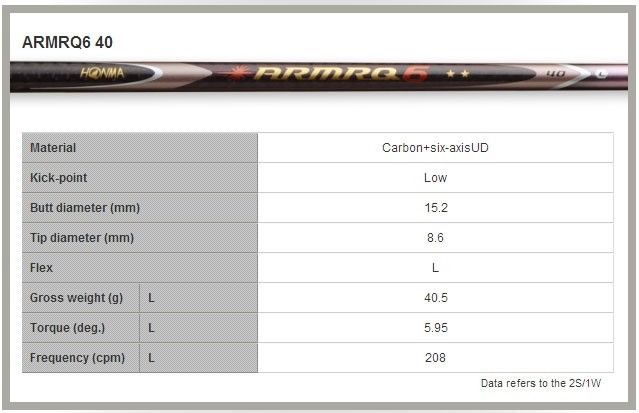 ARMRQ6 40
HONMA ARMRQ 6 ★★ 40 L
Material Carbon+six-axisUD
Kick-point Low
Butt diameter (mm) 15.2
Tip diameter (mm) 8.6
Flex L
Gross weight (g) L 40.5
Torque (deg.) L 5.95
Frequency (cpm) L 208
Data refers to the 2S/1W